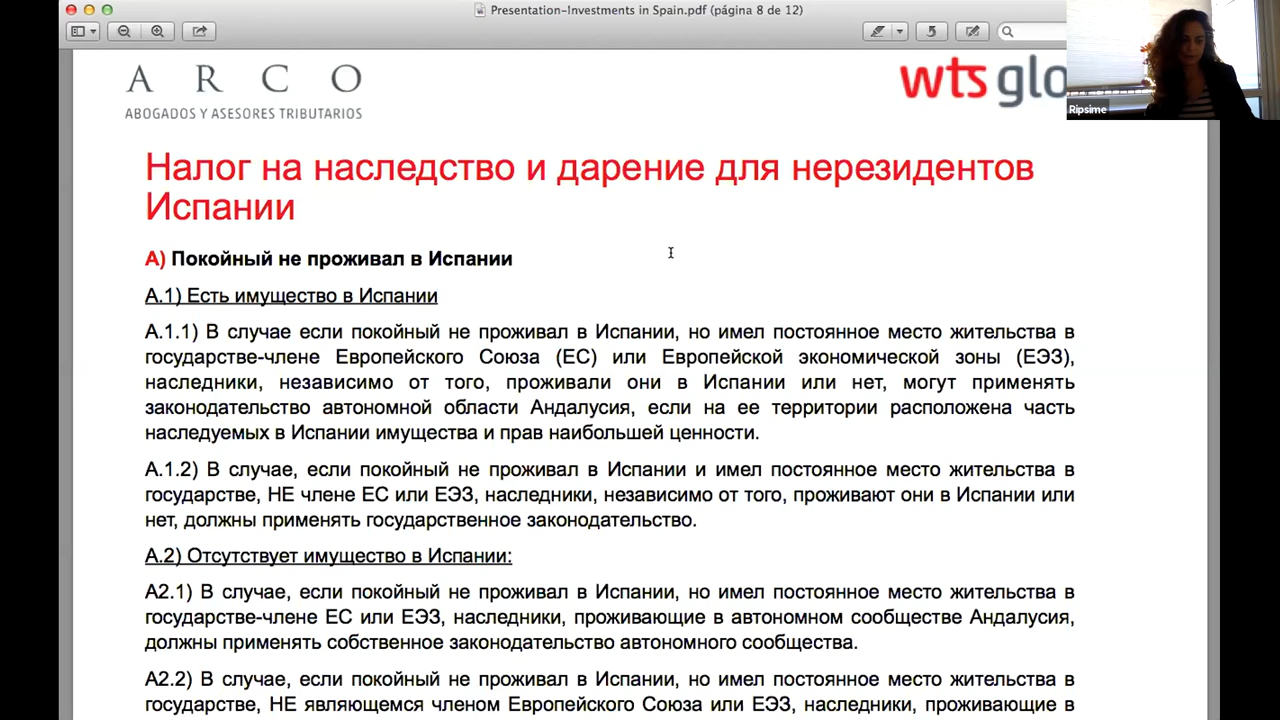 Presentation-Investments in Spain.pdf (página 8 de 12)
A R C O
ABOGADOS Y ASESORES TRIBUTARIOS
wts glo
Ripsime
Налог на наследство и дарение для нерезидентов
Испании
А) Покойный не проживал в Испании
А.1) Есть имущество в Испании
А.1.1) В случае если покойный не проживал в Испании, но имел постоянное место жительства в
государстве-члене Европейского Союза (ЕС) или Европейской экономической зоны (ЕЭЗ),
наследники, независимо от того, проживали они в Испании или нет, могут применять
законодательство автономной области Андалусия, если на ее территории расположена часть
наследуемых в Испании имущества и прав наибольшей ценности.
А.1.2) В случае, если покойный не проживал в Испании и имел постоянное место жительства в
государстве, НЕ члене ЕС или ЕЭЗ, наследники, независимо от того, проживают они в Испании или
нет, должны применять государственное законодательство.
А.2) Отсутствует имущество в Испании:
А2.1) В случае, если покойный не проживал в Испании, но имел постоянное место жительства в
государстве-члене ЕС или ЕЭЗ, наследники, проживающие в автономном сообществе Андалусия,
должны применять собственное законодательство автономного сообщества.
А2.2) В случае, если покойный не проживал в Испании, но имел постоянное место жительства в
государстве, НЕ являющемся членом Европейского Союза или ЕЭЗ, наследники, проживающие в